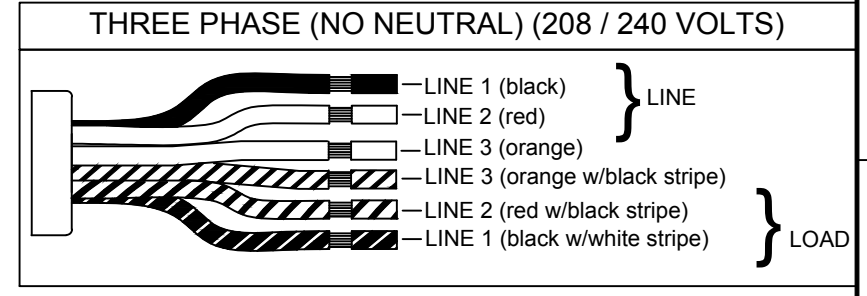 THREE PHASE (NO NEUTRAL) (208 / 240 VOLTS)
LINE 1 (black)
LINE 2 (red)
LINE 3 (orange)
LINE
LINE 3 (orange w/black stripe)
LINE 2 (red w/black stripe)
LINE 1 (black w/white stripe)
LOAD